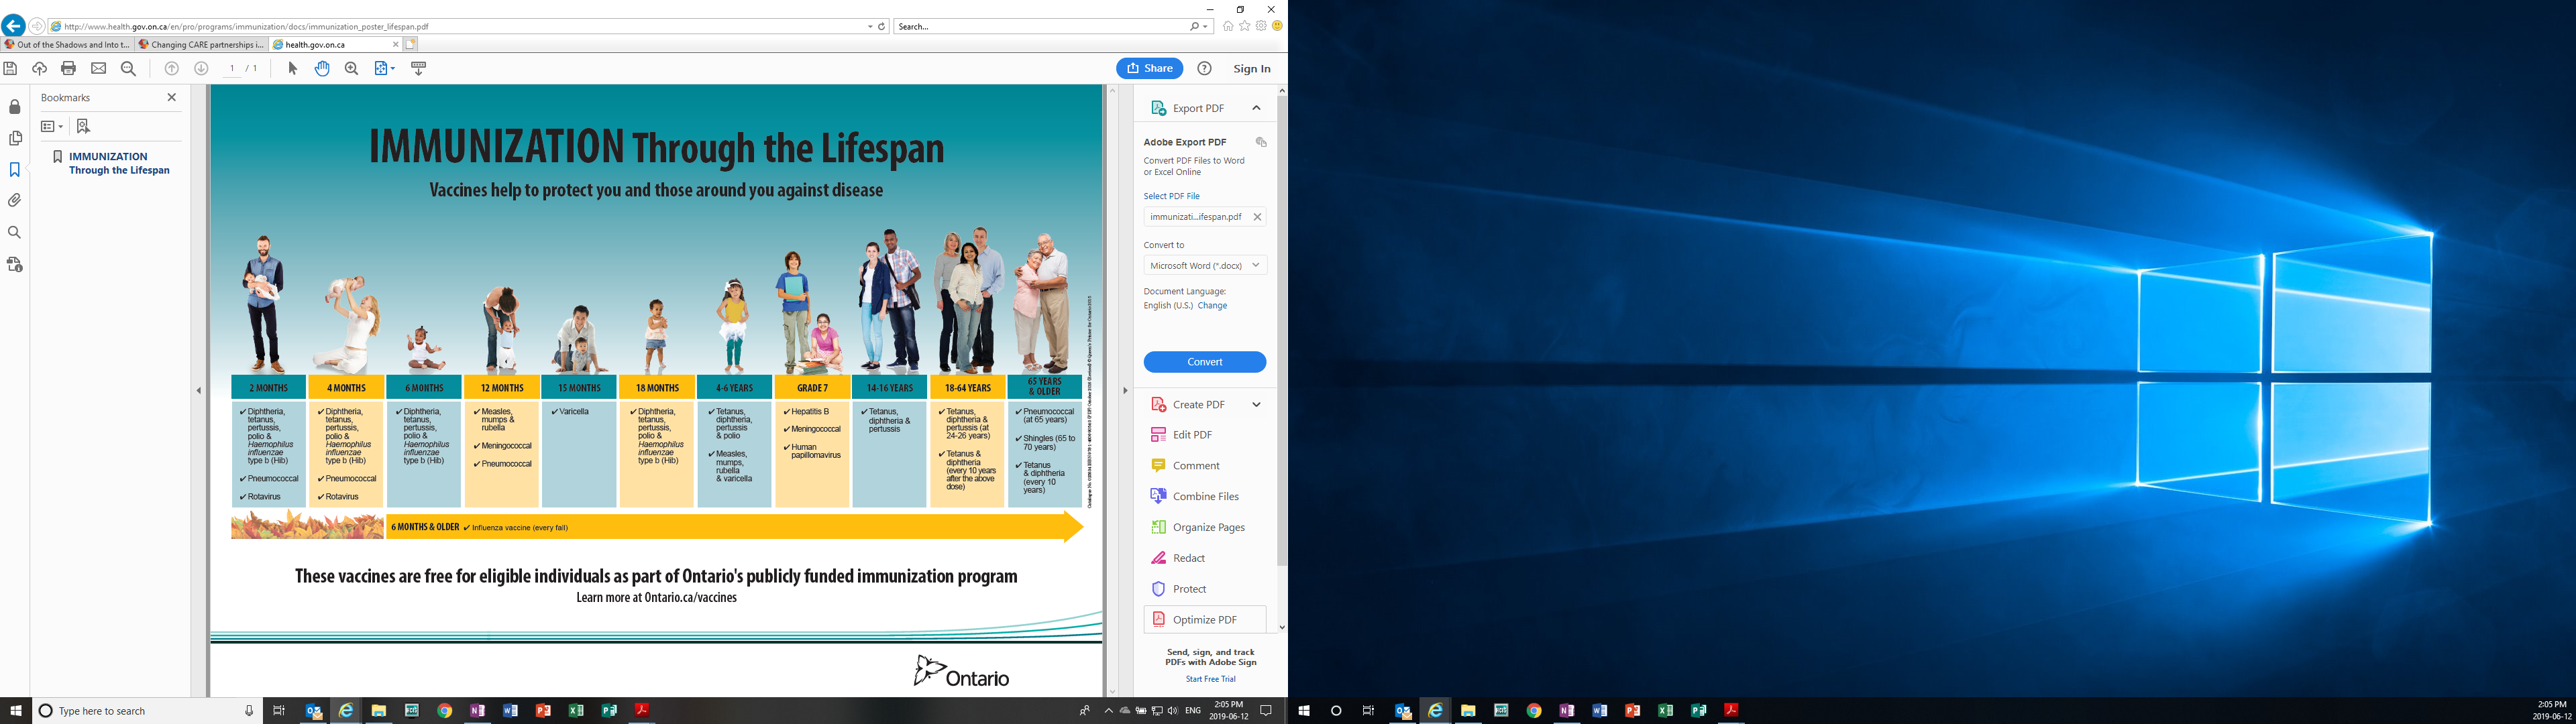 http://www.health.gov.on.ca/en/pro/programs/immunization/docs/immunization_poster_lifespan.pdf
Search...
Out of the Shadows and Into t...
Changing CARE partnerships i...
health.gov.on.ca
1 / 1
Share
Sign In
Bookmarks
IMMUNIZATION
Through the Lifespan
IMMUNIZATION Through the Lifespan
Vaccines help to protect you and those around you against disease
2 MONTHS
✔ Diphtheria,
tetanus,
pertussis,
polio &
Haemophilus
influenzae
type b (Hib)
✔ Pneumococcal
✔ Rotavirus
4 MONTHS
✔ Diphtheria,
tetanus,
pertussis,
polio &
Haemophilus
influenzae
type b (Hib)
✔ Pneumococcal
✔ Rotavirus
6 MONTHS
✔ Diphtheria,
tetanus,
pertussis,
polio &
Haemophilus
influenzae
type b (Hib)
12 MONTHS
✔ Measles,
mumps &
rubella
✔ Meningococcal
✔ Pneumococcal
15 MONTHS
✔ Varicella
18 MONTHS
✔ Diphtheria,
tetanus,
pertussis,
polio &
Haemophilus
influenzae
type b (Hib)
4-6 YEARS
✔ Tetanus,
diphtheria,
pertussis
& polio
✔ Measles,
mumps,
rubella
& varicella
GRADE 7
✔ Hepatitis B
✔ Meningococcal
✔ Human
papillomavirus
14-16 YEARS
✔ Tetanus,
diphtheria &
pertussis
18-64 YEARS
✔ Tetanus,
diphtheria &
pertussis (at
24-26 years)
✔ Tetanus &
diphtheria
(every 10 years
after the above
dose)
65 YEARS
& OLDER
✔ Pneumococcal
(at 65 years)
✔ Shingles (65 to
70 years)
✔ Tetanus
& diphtheria
(every 10
years)
6 MONTHS & OLDER ✔ Influenza vaccine (every fall)
These vaccines are free for eligible individuals as part of Ontario's publicly funded immunization program
Learn more at Ontario.ca/vaccines
Ontario
Export PDF
Adobe Export PDF
Convert PDF Files to Word
or Excel Online
Select PDF File
immunizati...ifespan.pdf
Convert to
Microsoft Word (*.docx)
Document Language:
English (U.S.) Change
Convert
Create PDF
Edit PDF
Comment
Combine Files
Organize Pages
Redact
Protect
Optimize PDF
Send, sign, and track
PDFs with Adobe Sign
Start Free Trial
Type here to search
ENG
2:05 PM
2019-06-12
2:05 PM
2019-06-12